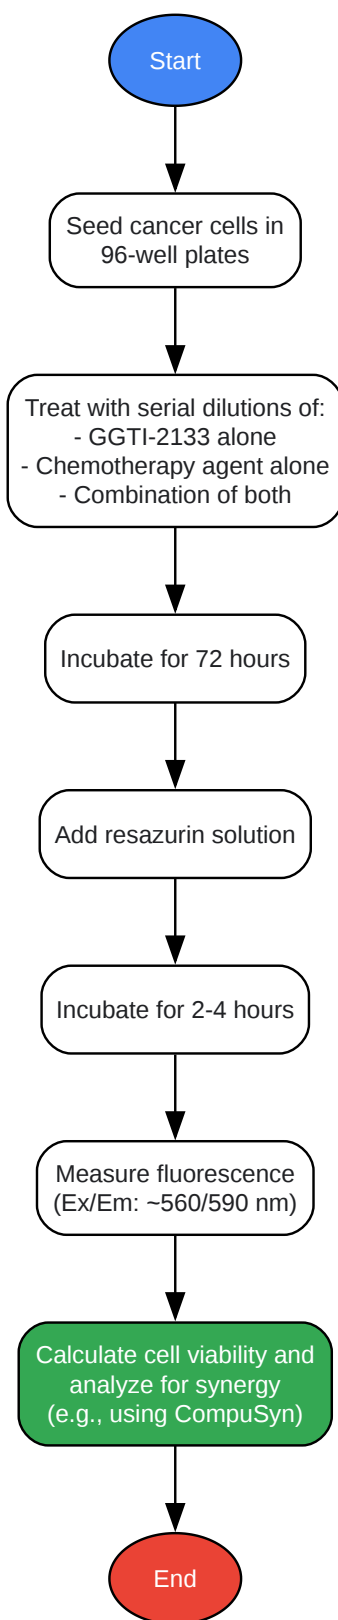 Start
Seed cancer cells in
96-well plates
Treat with serial dilutions of:
- GGTI-2133 alone
- Chemotherapy agent alone
- Combination of both
Incubate for 72 hours
Add resazurin solution
Incubate for 2-4 hours
Measure fluorescence
(Ex/Em: ~560/590 nm)
Calculate cell viability and
analyze for synergy
(e.g., using CompuSyn)
End